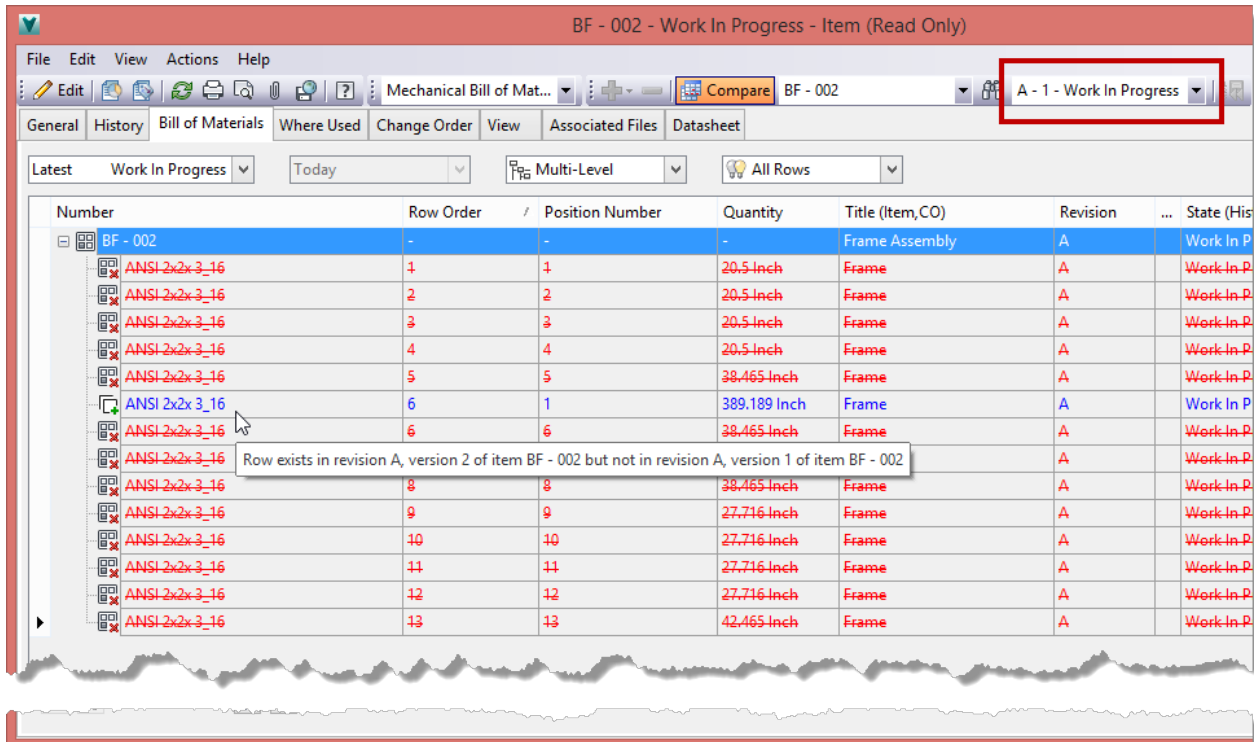 BF - 002 - Work In Progress - Item (Read Only)
File Edit View Actions Help
Edit Mechanical Bill of Mat... Compare BF - 002 A - 1 - Work In Progress
General History Bill of Materials Where Used Change Order View Associated Files Datasheet
Latest Work In Progress Today Multi-Level All Rows
Number Row Order / Position Number Quantity Title (Item,CO) Revision ... State (His
BF - 002 - - - Frame Assembly A Work In P
ANSI 2x2x 3_16 1 1 20.5 Inch Frame A Work In P
ANSI 2x2x 3_16 2 2 20.5 Inch Frame A Work In P
ANSI 2x2x 3_16 3 3 20.5 Inch Frame A Work In P
ANSI 2x2x 3_16 4 4 20.5 Inch Frame A Work In P
ANSI 2x2x 3_16 5 5 38.465 Inch Frame A Work In P
ANSI 2x2x 3_16 6 1 389.189 Inch Frame A Work In P
ANSI 2x2x 3_16 6 6 38.465 Inch Frame A Work In P
ANSI 2x2x 3_16 A Work In P
Row exists in revision A, version 2 of item BF - 002 but not in revision A, version 1 of item BF - 002
ANSI 2x2x 3_16 8 8 38.465 Inch Frame A Work In P
ANSI 2x2x 3_16 9 9 27.716 Inch Frame A Work In P
ANSI 2x2x 3_16 10 10 27.716 Inch Frame A Work In P
ANSI 2x2x 3_16 11 11 27.716 Inch Frame A Work In P
ANSI 2x2x 3_16 12 12 27.716 Inch Frame A Work In P
ANSI 2x2x 3_16 13 13 42.465 Inch Frame A Work In P